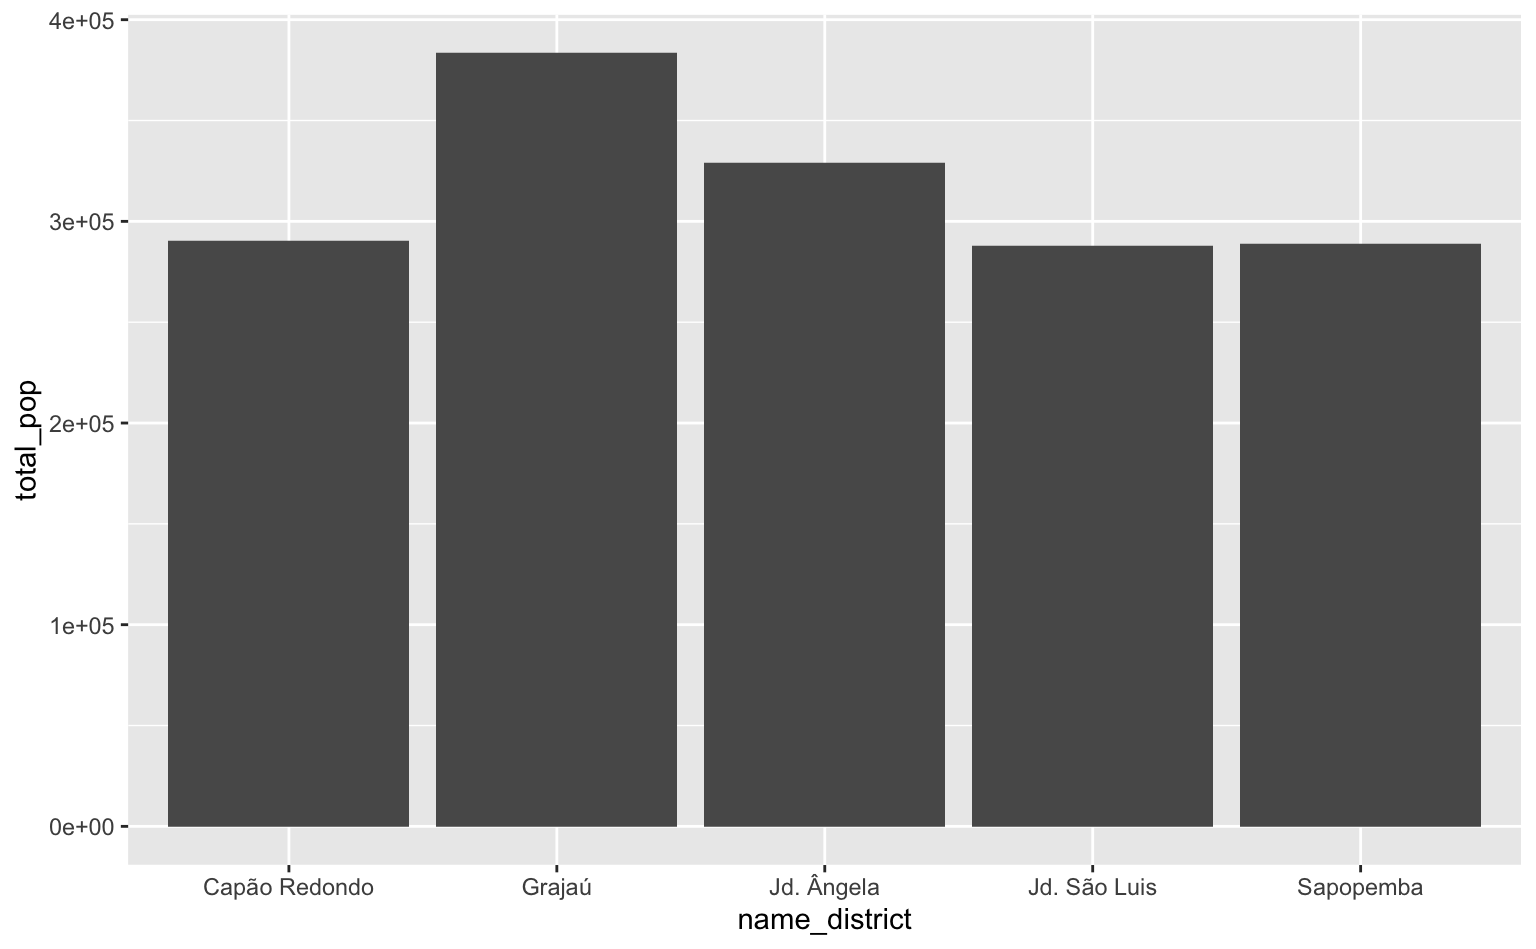 4e+05
3e+05
2e+05
1e+05
0e+00
total_pop
Capão Redondo
Grajaú
Jd. Ângela
Jd. São Luis
Sapopemba
name_district